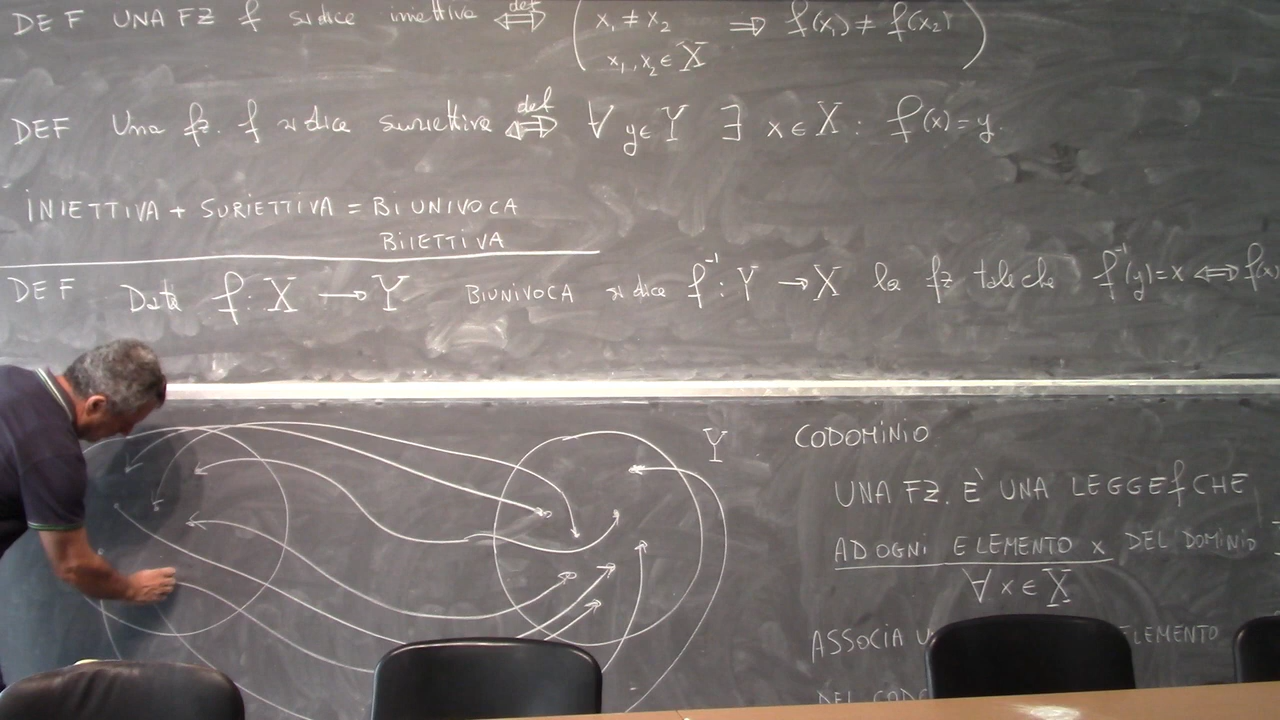 DEF UNA FZ f si dice iniettiva ⇔def ( x₁ ≠ x₂ ⇒ f(x₁) ≠ f(x₂) )
x₁, x₂ ∈ X
DEF Una fz. f si dice suriettiva ⇔def ∀ y ∈ Y ∃ x ∈ X : f(x) = y.
INIETTIVA + SURIETTIVA = BIUNIVOCA
BIIETTIVA
DEF Data f : X → Y BIUNIVOCA si dice f⁻¹ : Y → X la fz tale che f⁻¹(y) = x ⇔ f(x)
Y
CODOMINIO
UNA FZ. È UNA LEGGE f CHE
AD OGNI ELEMENTO x DEL DOMINIO
∀ x ∈ X
ASSOCIA ELEMENTO
DEL